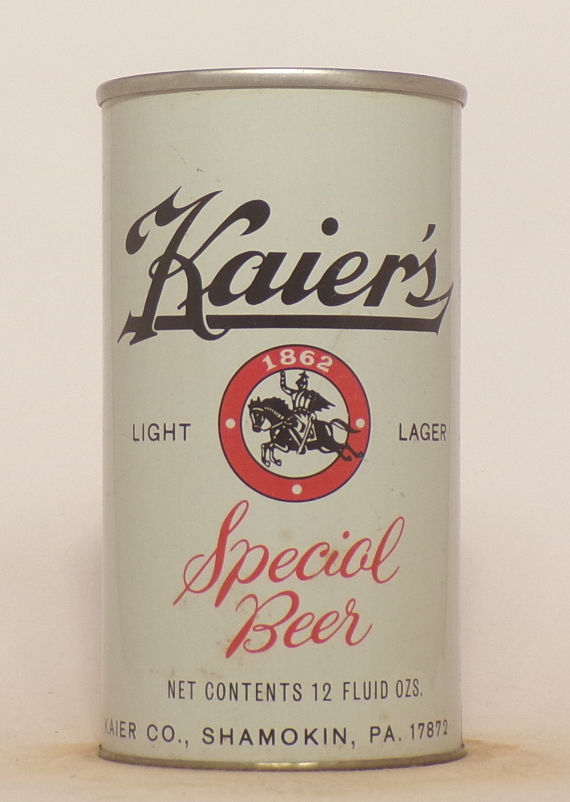 Kaier's
1862
LIGHT LAGER
Special
Beer
NET CONTENTS 12 FLUID OZS.
KAIER CO., SHAMOKIN, PA. 17872